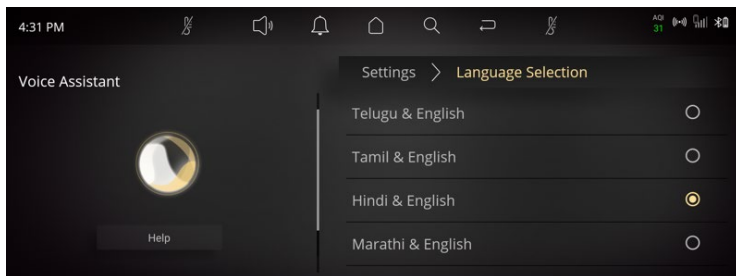 4:31 PM
AQI
31
Voice Assistant
Help
Settings > Language Selection
Telugu & English
Tamil & English
Hindi & English
Marathi & English